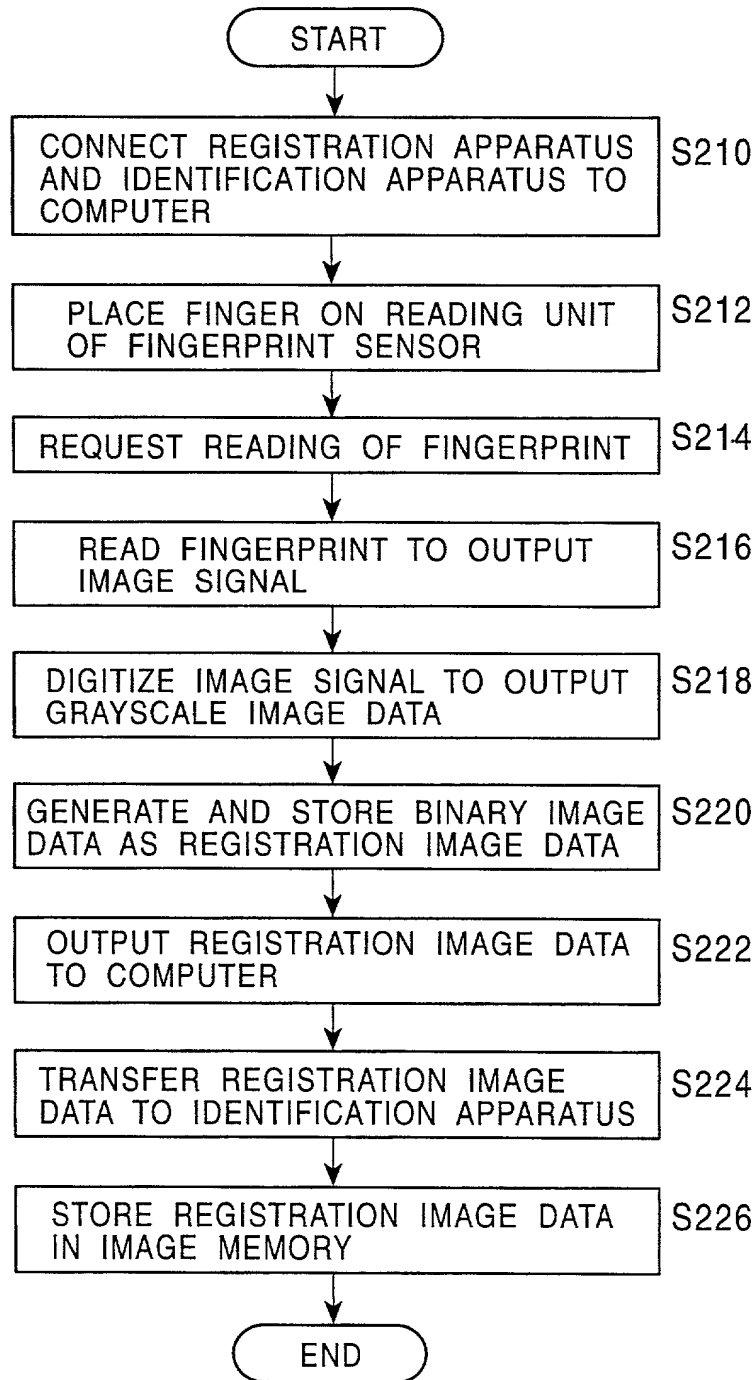 START
CONNECT REGISTRATION APPARATUS
AND IDENTIFICATION APPARATUS TO
COMPUTER
S210
PLACE FINGER ON READING UNIT
OF FINGERPRINT SENSOR
S212
REQUEST READING OF FINGERPRINT
S214
READ FINGERPRINT TO OUTPUT
IMAGE SIGNAL
S216
DIGITIZE IMAGE SIGNAL TO OUTPUT
GRAYSCALE IMAGE DATA
S218
GENERATE AND STORE BINARY IMAGE
DATA AS REGISTRATION IMAGE DATA
S220
OUTPUT REGISTRATION IMAGE DATA
TO COMPUTER
S222
TRANSFER REGISTRATION IMAGE
DATA TO IDENTIFICATION APPARATUS
S224
STORE REGISTRATION IMAGE DATA
IN IMAGE MEMORY
S226
END